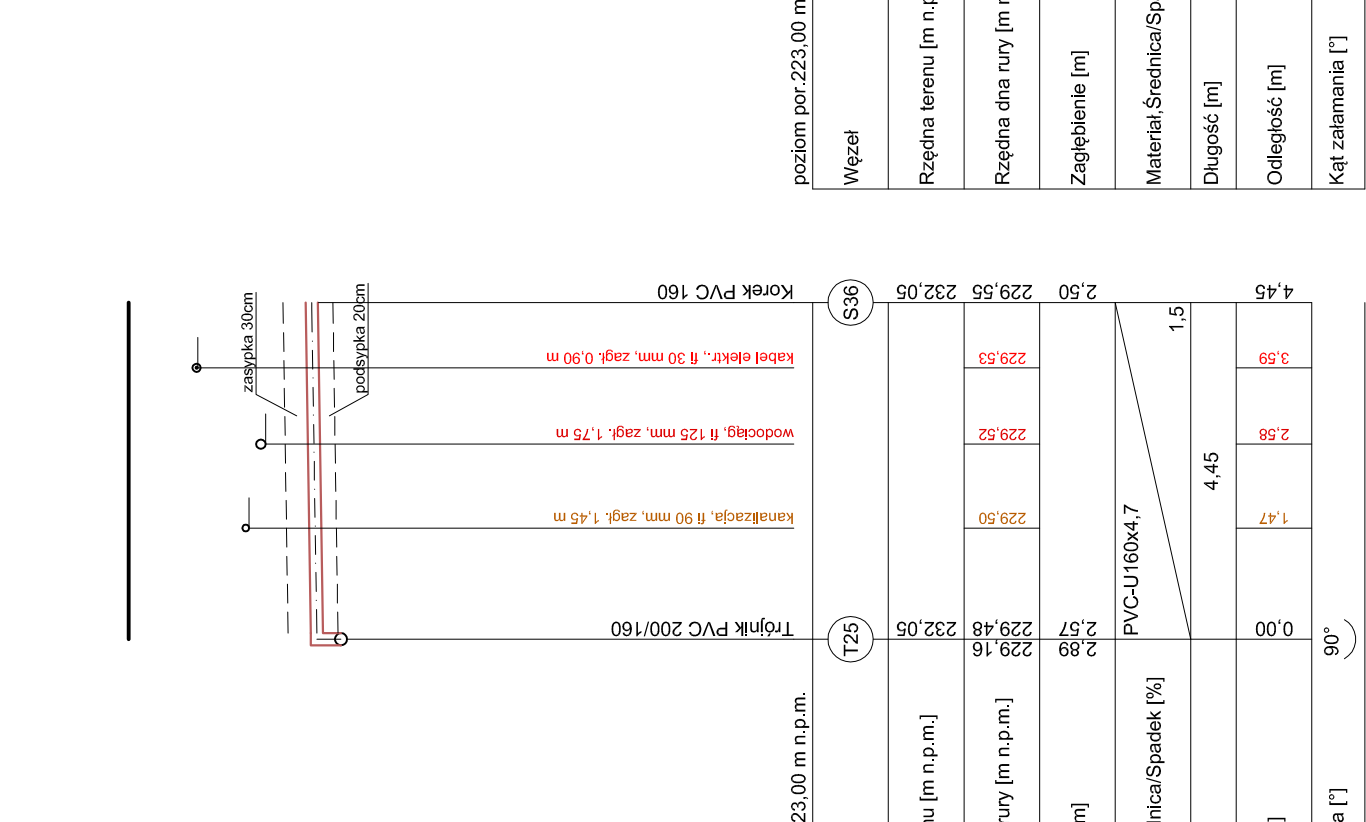 poziom por.223,00 m
Węzeł
Rzędna terenu [m n.p
Rzędna dna rury [m
Zagłębienie [m]
Materiał,Średnica/Sp
Długość [m]
Odległość [m]
Kąt załamania [°]
zasypka 30cm
podsypka 20cm
Korek PVC 160
kabel elektr., fi 30 mm, zagł. 0,90 m
wodociąg, fi 125 mm, zagł. 1,75 m
kanalizacja, fi 90 mm, zagł. 1,45 m
Trójnik PVC 200/160
S36
T25
232,05
232,05
229,55
229,53
229,52
229,50
229,48
229,16
2,50
2,57
2,89
PVC-U160x4,7
1,5
4,45
4,45
3,59
2,58
1,47
0,00
90°
23,00 m n.p.m.
nu [m n.p.m.]
ury [m n.p.m.]
m]
nica/Spadek [%]
]
a [°]